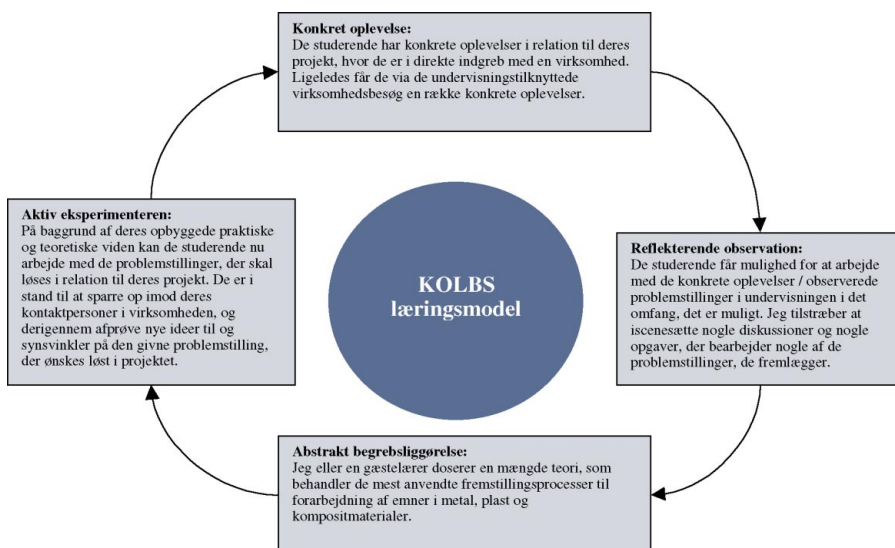 Konkret oplevelse:
De studerende har konkrete oplevelser i relation til deres
projekt, hvor de er i direkte indgreb med en virksomhed.
Ligeledes får de via de undervisningstilknyttede
virksomhedsbesøg en række konkrete oplevelser.
Aktiv eksperimenteren:
På baggrund af deres opbyggede praktiske
og teoretiske viden kan de studerende nu
arbejde med de problemstillinger, der skal
løses i relation til deres projekt. De er i
stand til at sparre op imod deres
kontaktpersoner i virksomheden, og
derigennem afprøve nye ideer til og
synsvinkler på den givne problemstilling,
der ønskes løst i projektet.
KOLBS
læringsmodel
Reflekterende observation:
De studerende får mulighed for at arbejde
med de konkrete oplevelser / observerede
problemstillinger i undervisningen i det
omfang, det er muligt. Jeg tilstræber at
iscenesætte nogle diskussioner og nogle
opgaver, der bearbejder nogle af de
problemstillinger, de fremlægger.
Abstrakt begrebsliggørelse:
Jeg eller en gæstelærer doserer en mængde teori, som
behandler de mest anvendte fremstillingsprocesser til
forarbejdning af emner i metal, plast og
kompositmaterialer.